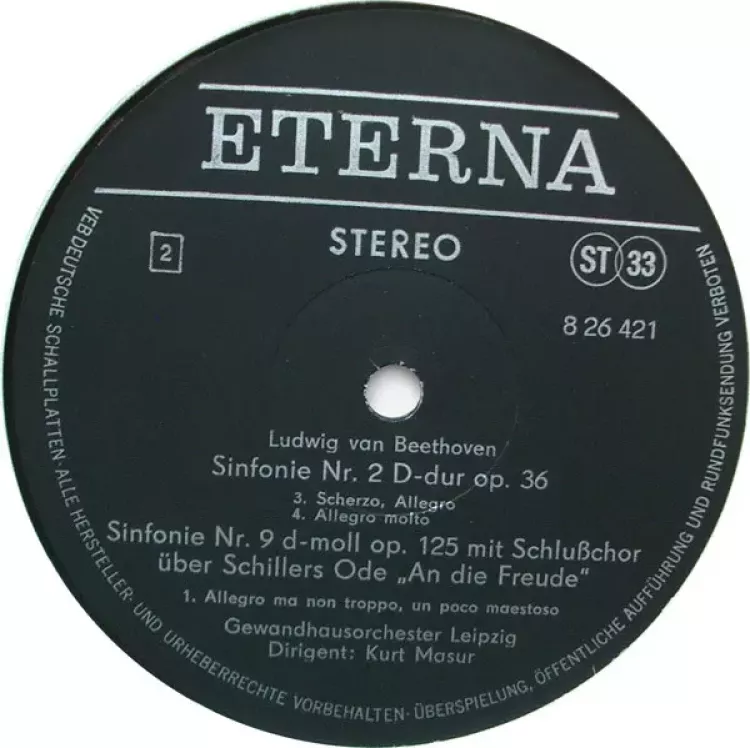 ETERNA
STEREO
2
ST 33
8 26 421
Ludwig van Beethoven
Sinfonie Nr. 2 D-dur op. 36
3. Scherzo, Allegro
4. Allegro molto
Sinfonie Nr. 9 d-moll op. 125 mit Schlußchor
über Schillers Ode „An die Freude“
1. Allegro ma non troppo, un poco maestoso
Gewandhausorchester Leipzig
Dirigent: Kurt Masur
VEB DEUTSCHE SCHALLPLATTEN · ALLE HERSTELLER- UND URHEBERRECHTE VORBEHALTEN · ÜBERSPIELUNG, ÖFFENTLICHE AUFFÜHRUNG UND RUNDFUNKSENDUNG VERBOTEN